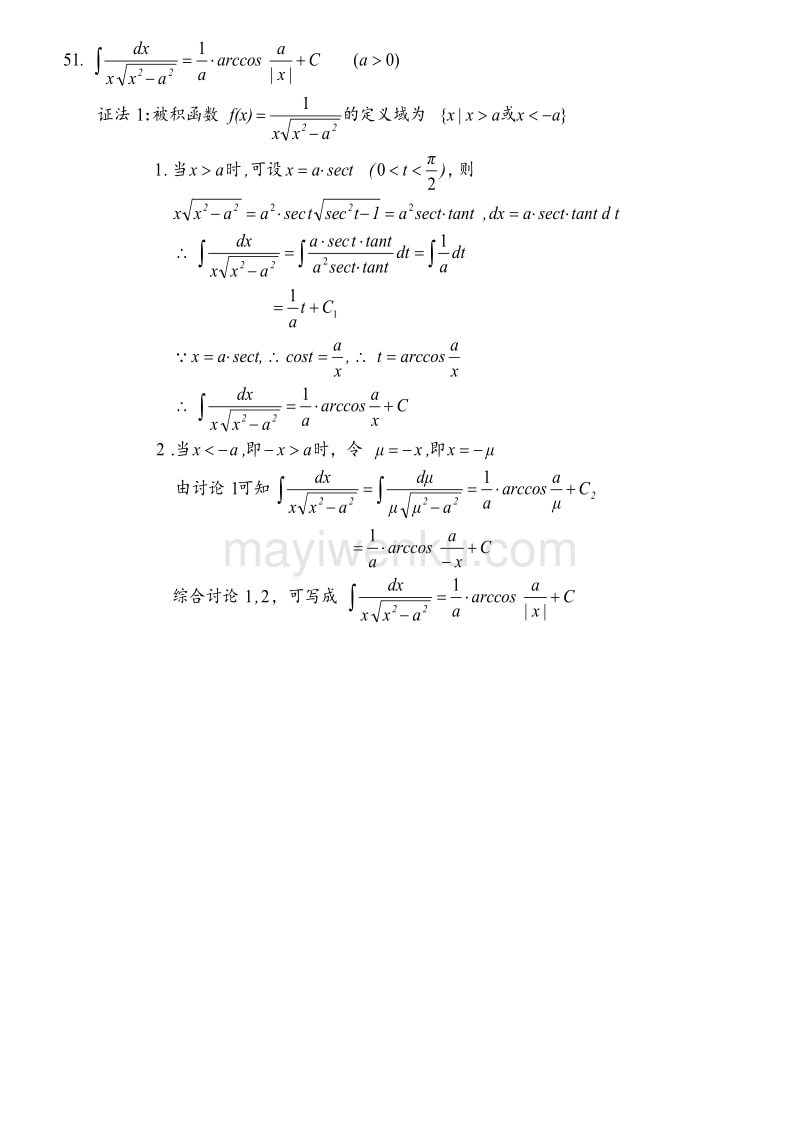 51. ∫ dx / (x√(x²−a²)) = 1/a · arccos a/|x| + C (a > 0)
证法 1：被积函数 f(x) = 1 / (x√(x²−a²)) 的定义域为 {x | x > a或x < −a}
1. 当x > a时,可设x = a·sect (0 < t < π/2), 则
x√(x²−a²) = a²·sect√(sec²t−1) = a²sect·tant ,dx = a·sect·tant d t
∴ ∫ dx / (x√(x²−a²)) = ∫ (a·sect·tant) / (a²sect·tant) dt = ∫ 1/a dt
= 1/a t + C₁
∵ x = a·sect, ∴ cost = a/x , ∴ t = arccos a/x
∴ ∫ dx / (x√(x²−a²)) = 1/a · arccos a/x + C
2 .当x < −a ,即−x > a时，令 μ = −x ,即x = −μ
由讨论 1可知 ∫ dx / (x√(x²−a²)) = ∫ dμ / (μ√(μ²−a²)) = 1/a · arccos a/μ + C₂
= 1/a · arccos a/−x + C
综合讨论 1,2，可写成 ∫ dx / (x√(x²−a²)) = 1/a · arccos a/|x| + C
mayiwenku.com